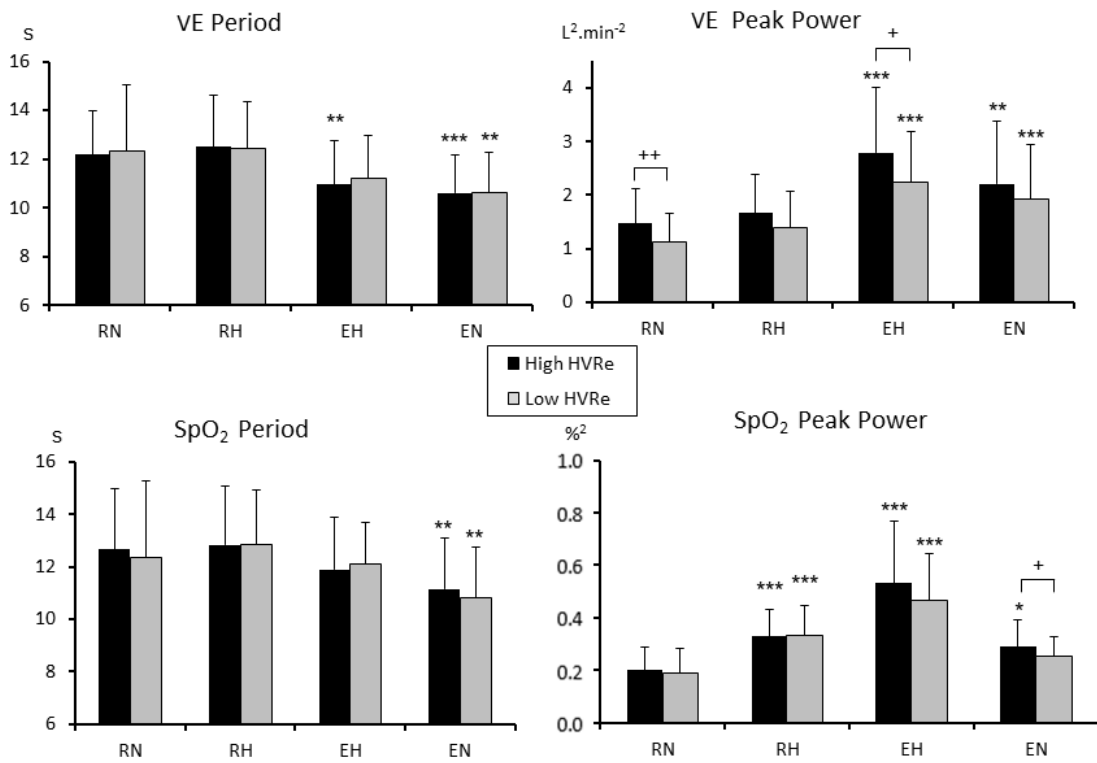 VE Period
S
16
14
12
10
8
6
** *** **
RN RH EH EN
VE Peak Power
L².min⁻²
4
3
2
1
0
++ + *** *** ** ***
RN RH EH EN
High HVRe
Low HVRe
SpO₂ Period
S
16
14
12
10
8
6
** **
RN RH EH EN
SpO₂ Peak Power
%²
1.0
0.8
0.6
0.4
0.2
0.0
*** *** *** *** * +
RN RH EH EN